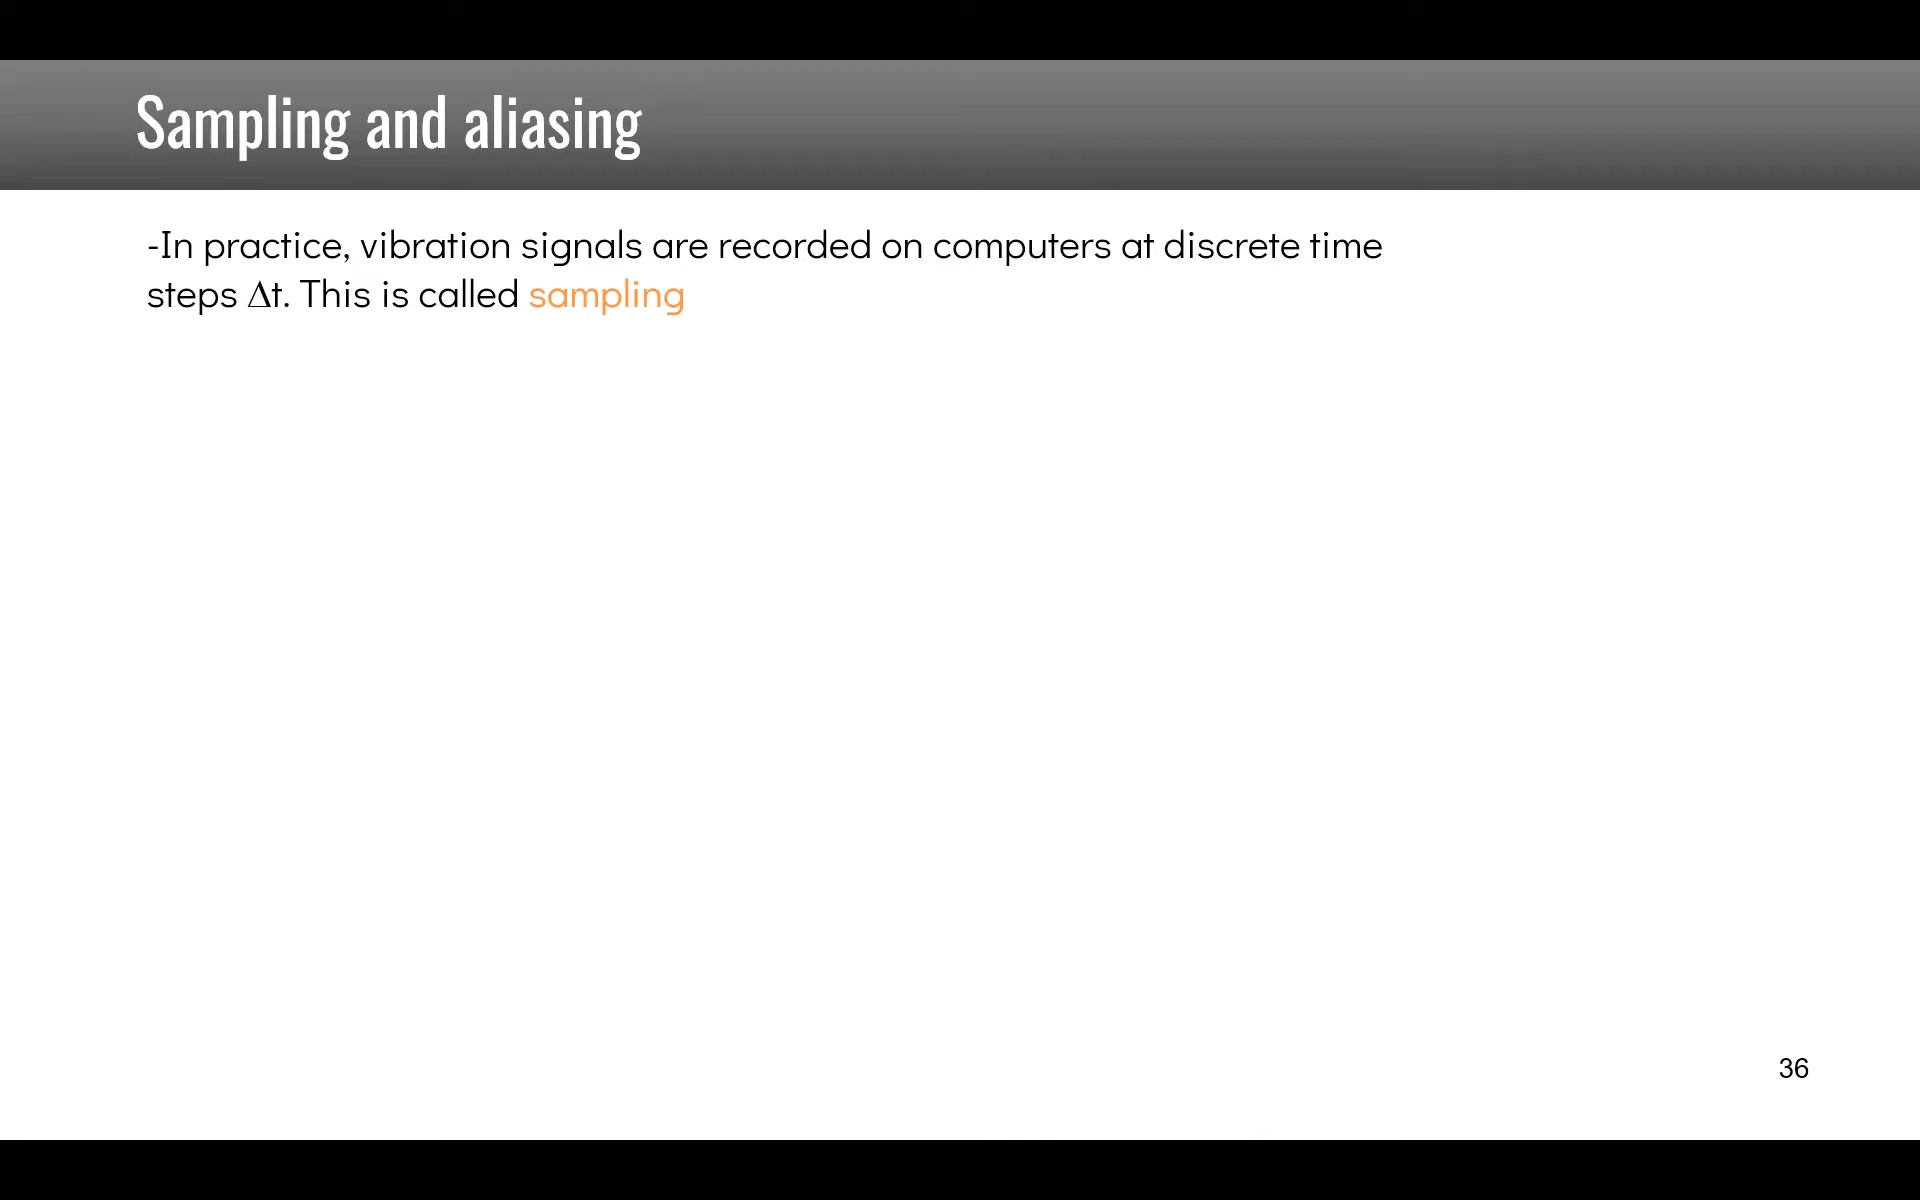 Sampling and aliasing
-In practice, vibration signals are recorded on computers at discrete time
steps Δt. This is called sampling
36